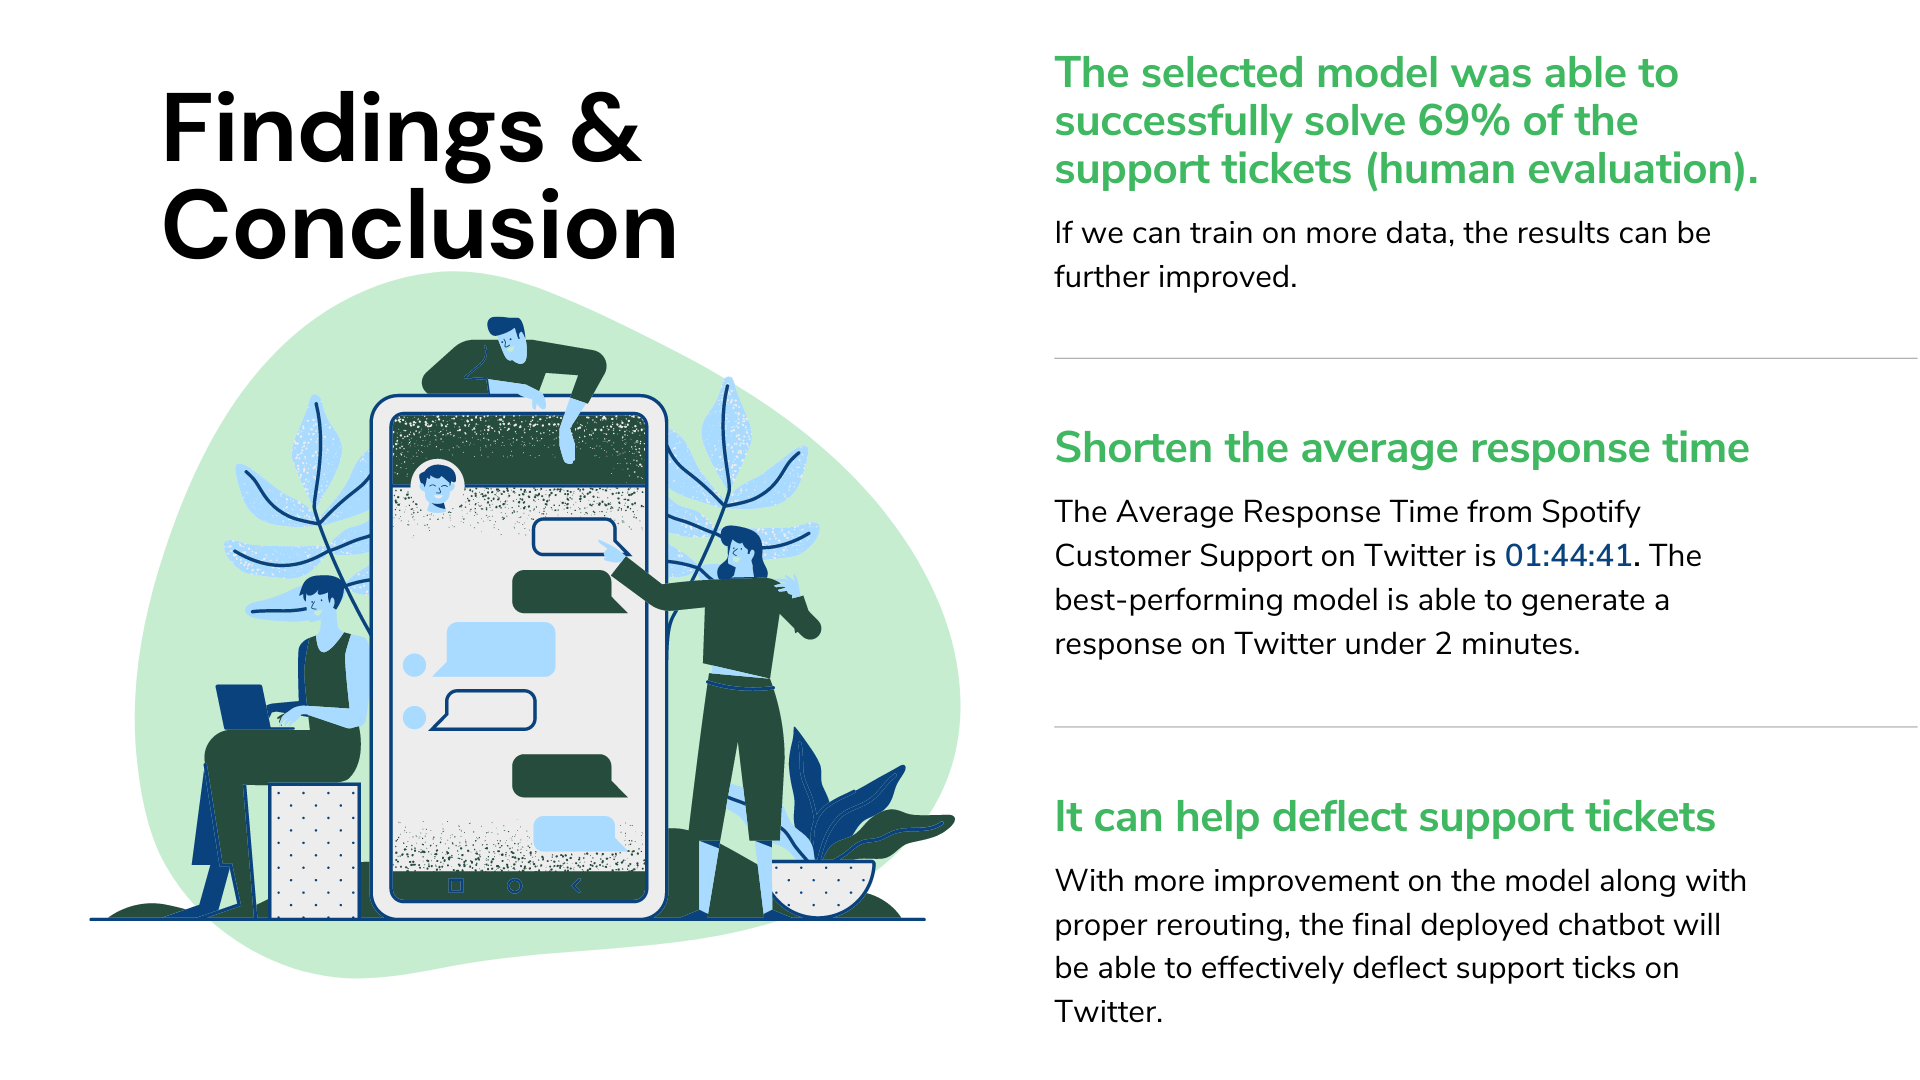 Findings &
Conclusion
The selected model was able to
successfully solve 69% of the
support tickets (human evaluation).
If we can train on more data, the results can be
further improved.
Shorten the average response time
The Average Response Time from Spotify
Customer Support on Twitter is 01:44:41. The
best-performing model is able to generate a
response on Twitter under 2 minutes.
It can help deflect support tickets
With more improvement on the model along with
proper rerouting, the final deployed chatbot will
be able to effectively deflect support ticks on
Twitter.